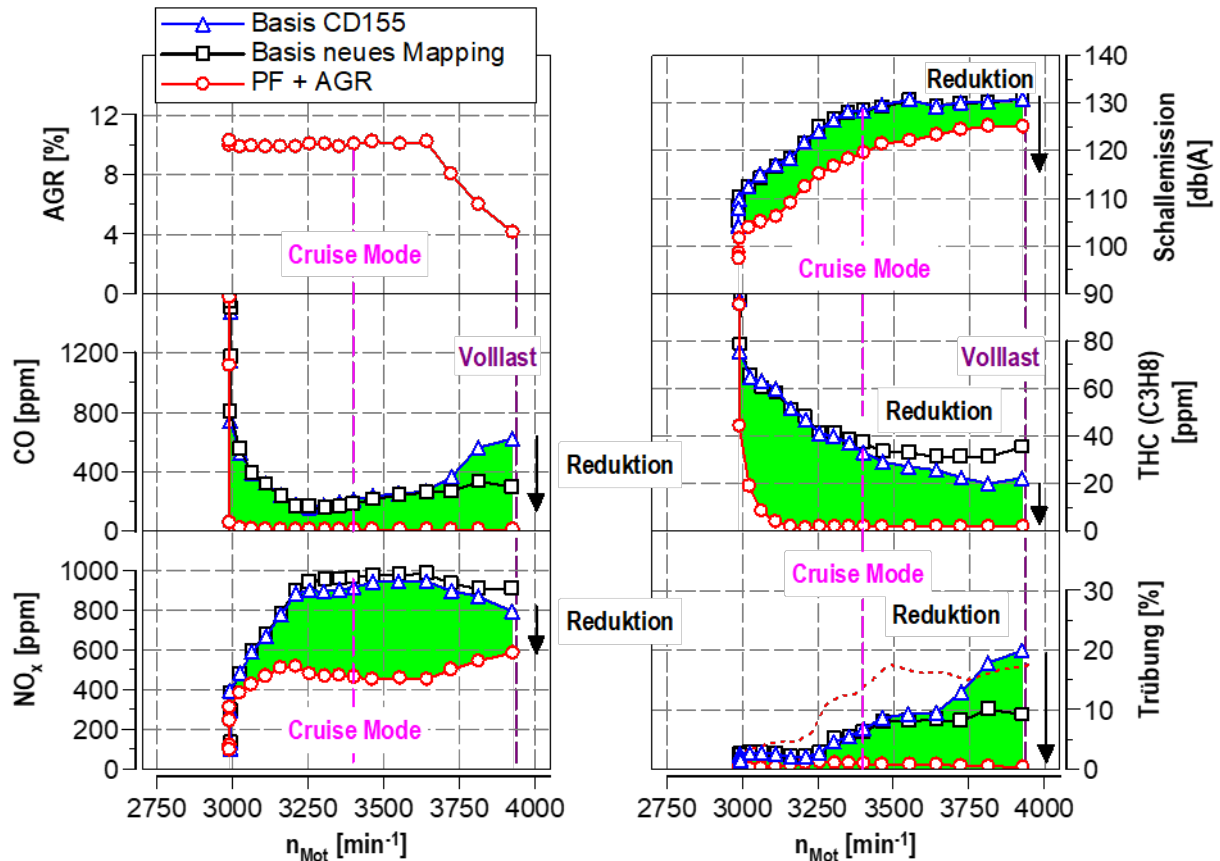 Basis CD155
Basis neues Mapping
PF + AGR
AGR [%]
12
8
4
0
Cruise Mode
CO [ppm]
1200
800
400
0
Volllast
Reduktion
NOx [ppm]
1000
800
600
400
200
0
Cruise Mode
Reduktion
2750 3000 3250 3500 3750 4000
nMot [min-1]
Reduktion
140
130
120
110
100
90
Schallemission
[db(A]
Cruise Mode
Volllast
Reduktion
80
60
40
20
0
THC (C3H8)
[ppm]
Cruise Mode
Reduktion
30
20
10
0
Trübung [%]
2750 3000 3250 3500 3750 4000
nMot [min-1]